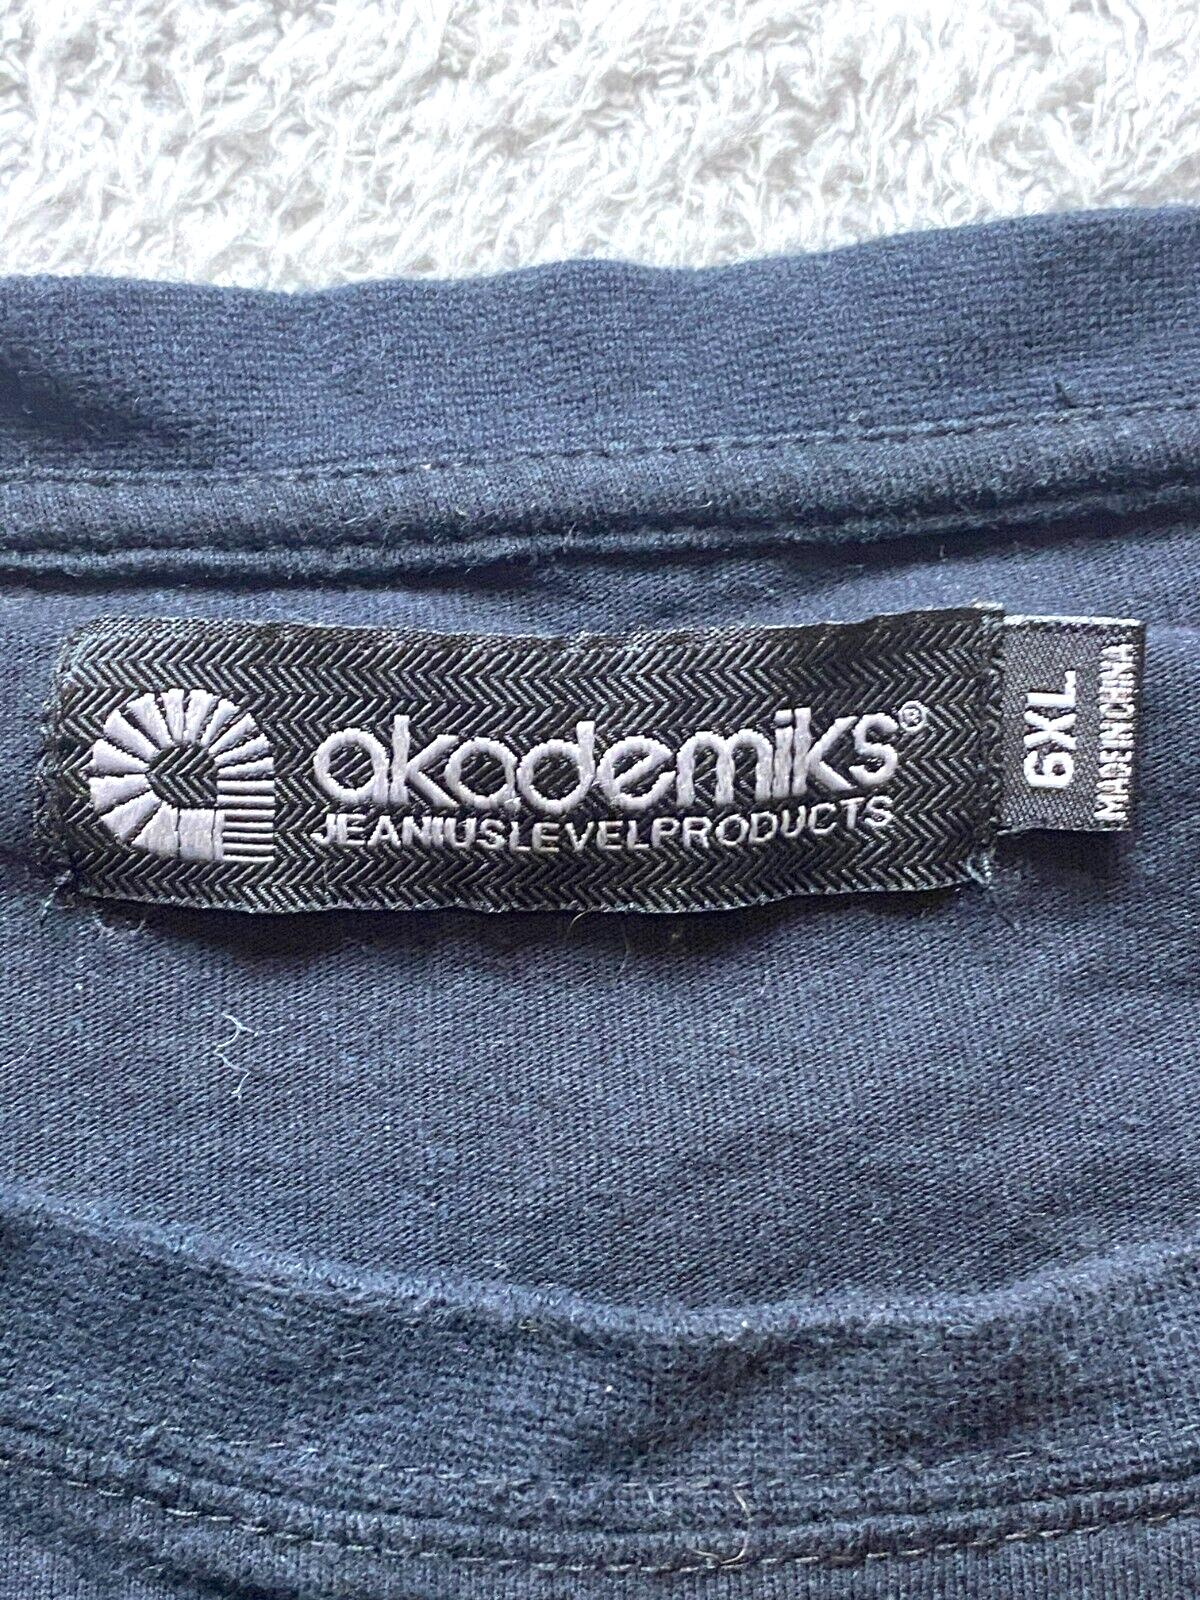 akademiks®
JEANIUSLEVELPRODUCTS
6XL
MADE IN CHINA